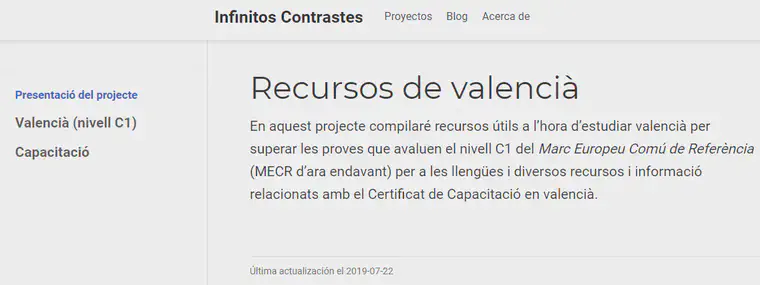 Infinitos Contrastes Proyectos Blog Acerca de
Presentació del projecte
Valencià (nivell C1)
Capacitació
Recursos de valencià
En aquest projecte compilaré recursos útils a l’hora d’estudiar valencià per
superar les proves que avaluen el nivell C1 del Marc Europeu Comú de Referència
(MECR d’ara endavant) per a les llengües i diversos recursos i informació
relacionats amb el Certificat de Capacitació en valencià.
Última actualización el 2019-07-22